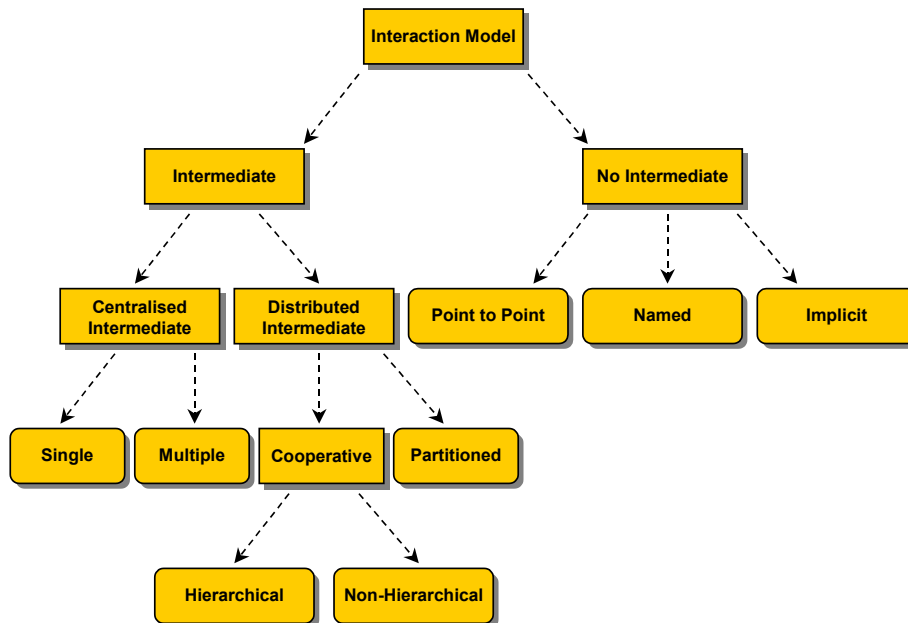 Interaction Model
Intermediate
No Intermediate
Centralised
Intermediate
Distributed
Intermediate
Point to Point
Named
Implicit
Single
Multiple
Cooperative
Partitioned
Hierarchical
Non-Hierarchical